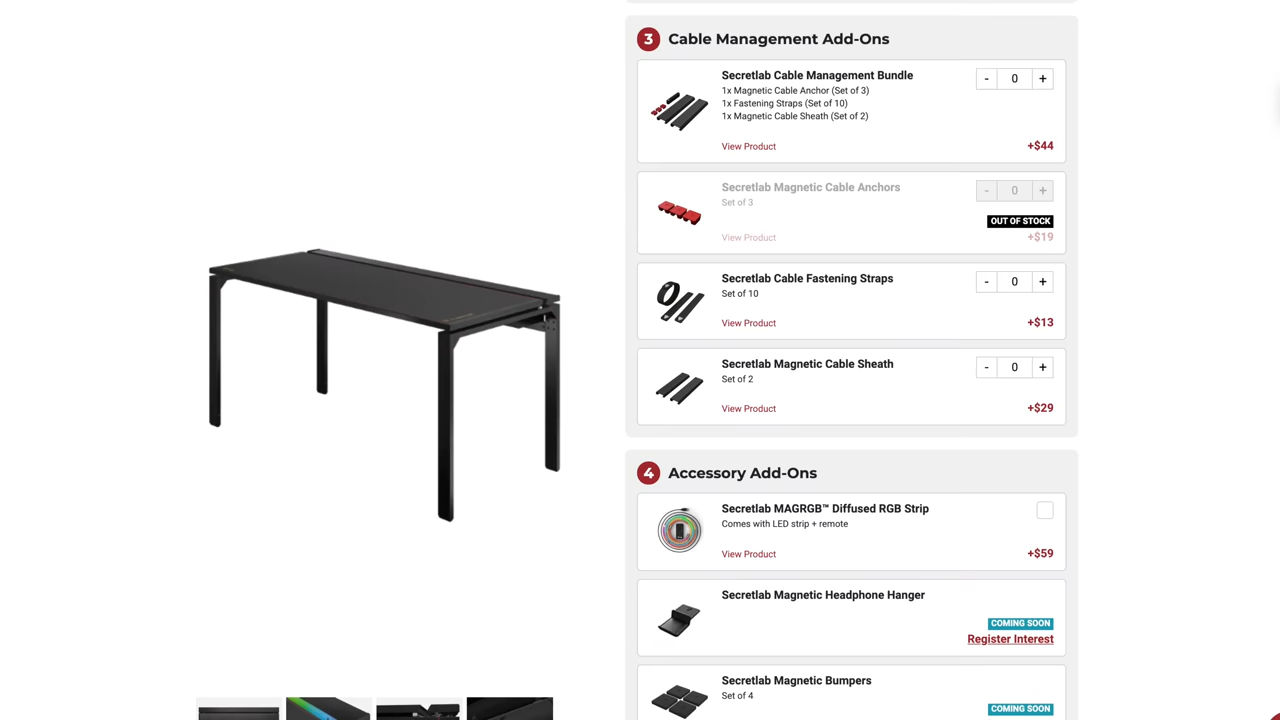 3 Cable Management Add-Ons
Secretlab Cable Management Bundle
1x Magnetic Cable Anchor (Set of 3)
1x Fastening Straps (Set of 10)
1x Magnetic Cable Sheath (Set of 2)
- 0 +
View Product
+$44
Secretlab Magnetic Cable Anchors
Set of 3
- 0 +
OUT OF STOCK
View Product
+$19
Secretlab Cable Fastening Straps
Set of 10
- 0 +
View Product
+$13
Secretlab Magnetic Cable Sheath
Set of 2
- 0 +
View Product
+$29
4 Accessory Add-Ons
Secretlab MAGRGB™ Diffused RGB Strip
Comes with LED strip + remote
View Product
+$59
Secretlab Magnetic Headphone Hanger
COMING SOON
Register Interest
Secretlab Magnetic Bumpers
Set of 4
COMING SOON